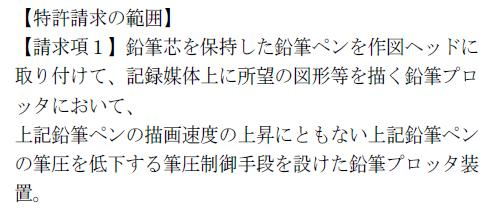 【特許請求の範囲】
【請求項１】鉛筆芯を保持した鉛筆ペンを作図ヘッドに
取り付けて、記録媒体上に所望の図形等を描く鉛筆プロ
ッタにおいて、
上記鉛筆ペンの描画速度の上昇にともない上記鉛筆ペン
の筆圧を低下する筆圧制御手段を設けた鉛筆プロッタ装
置。